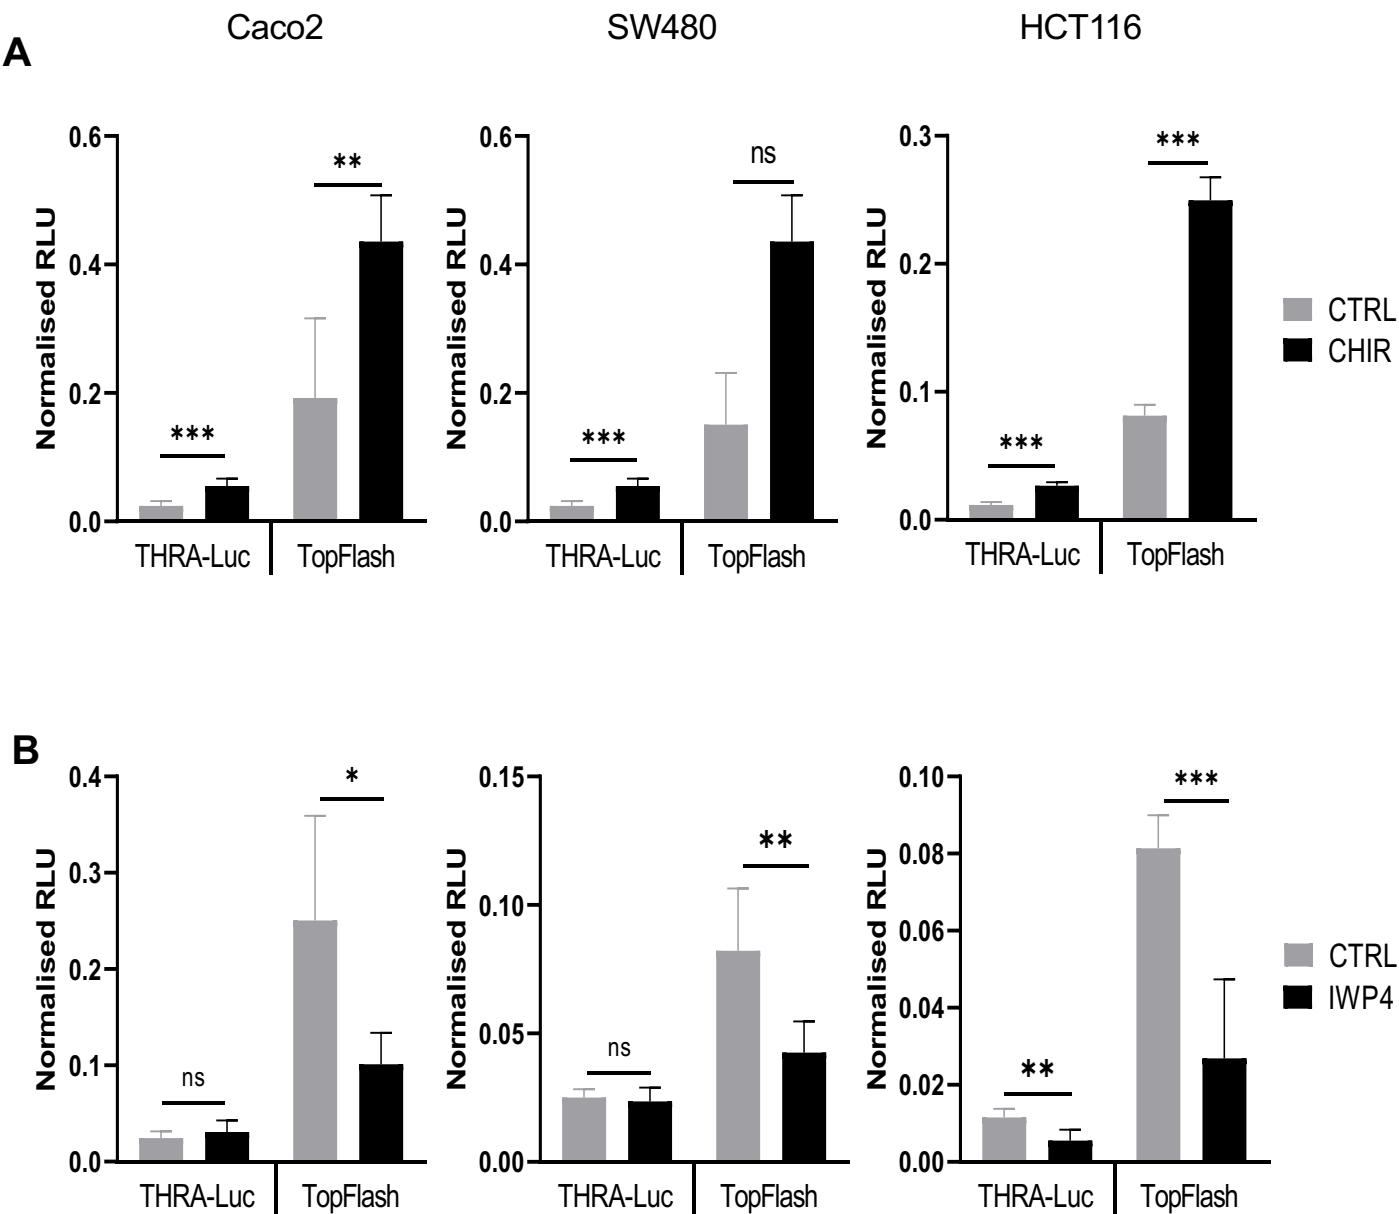 Caco2 SW480 HCT116
A
Normalised RLU
0.6
0.4
0.2
0.0
***
**
THRA-Luc TopFlash
Normalised RLU
0.6
0.4
0.2
0.0
***
ns
THRA-Luc TopFlash
Normalised RLU
0.3
0.2
0.1
0.0
***
***
THRA-Luc TopFlash
CTRL
CHIR
B
Normalised RLU
0.4
0.3
0.2
0.1
0.0
ns
*
THRA-Luc TopFlash
Normalised RLU
0.15
0.10
0.05
0.00
ns
**
THRA-Luc TopFlash
Normalised RLU
0.10
0.08
0.06
0.04
0.02
0.00
**
***
THRA-Luc TopFlash
CTRL
IWP4